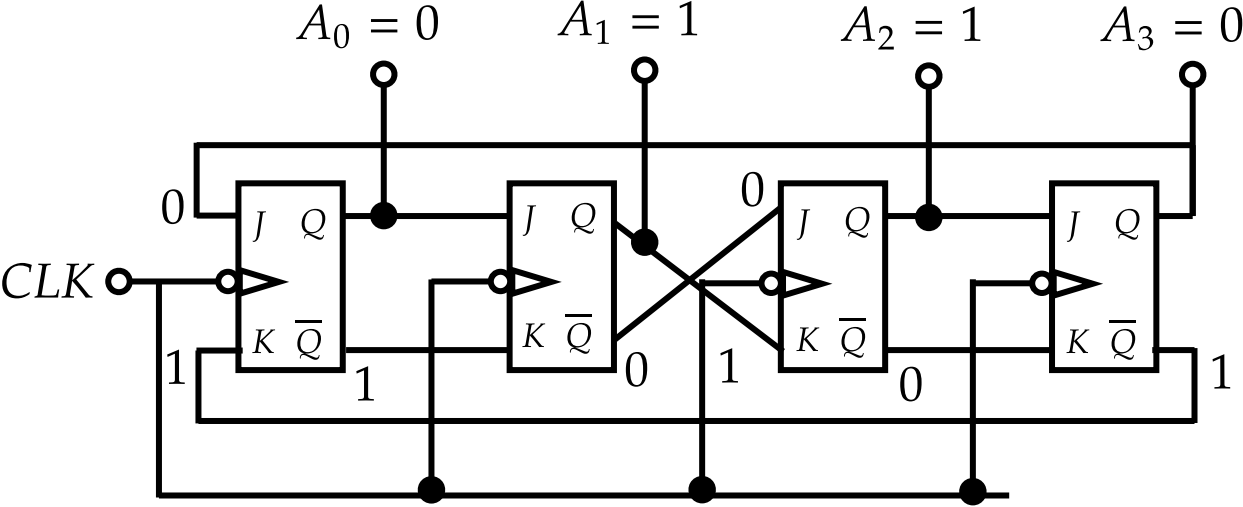 A₀ = 0
A₁ = 1
A₂ = 1
A₃ = 0
0
J Q
J Q
0
J Q
J Q
CLK
K Q̅
K Q̅
K Q̅
K Q̅
1
1
0
1
0
1